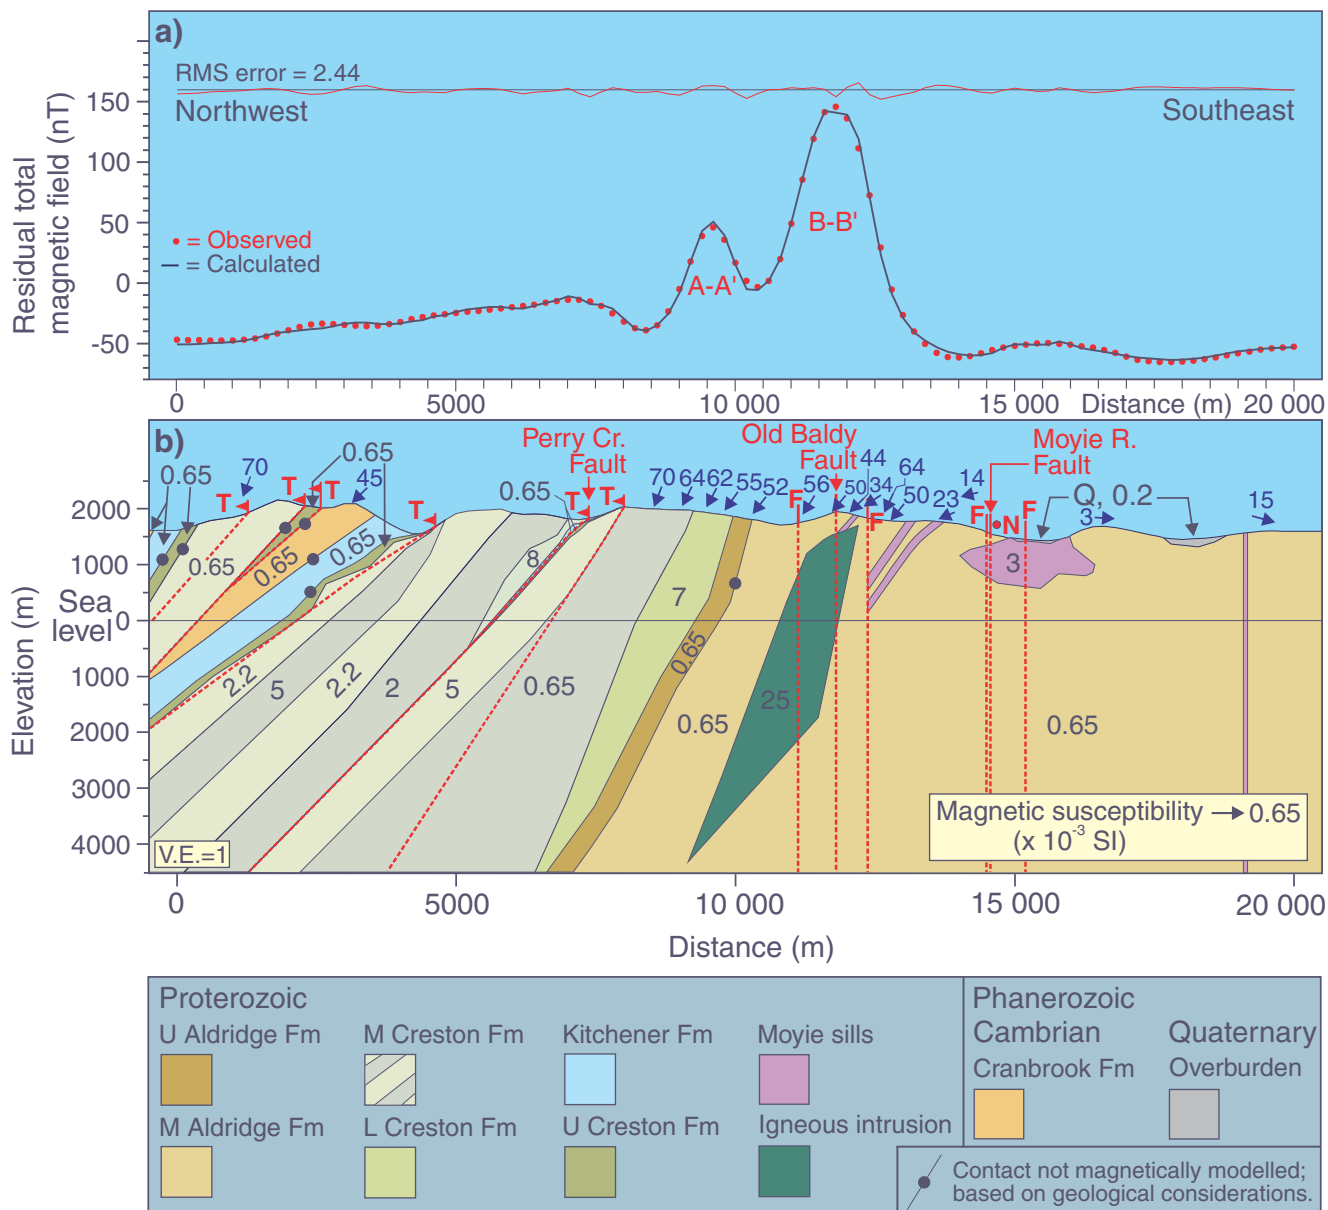 a)
RMS error = 2.44
Northwest
Southeast
Residual total
magnetic field (nT)
150
100
50
0
-50
= Observed
= Calculated
A-A'
B-B'
0
5000
10 000
15 000
Distance (m)
20 000
b)
Perry Cr.
Fault
Old Baldy
Fault
Moyie R.
Fault
0.65
70
0.65
45
0.65
70
64
62
55
52
56
50
44
34
64
50
23
14
Q, 0.2
3
15
T
T
T
T
T
T
F
F
F
N
F
Elevation (m)
2000
1000
Sea
level
0
1000
2000
3000
4000
0.65
0.65
0.65
8
7
3
2.2
5
2.2
2
5
0.65
0.65
0.65
25
0.65
Magnetic susceptibility
0.65
(x 10⁻³ SI)
V.E.=1
0
5000
10 000
15 000
20 000
Distance (m)
Proterozoic
U Aldridge Fm
M Creston Fm
Kitchener Fm
Moyie sills
M Aldridge Fm
L Creston Fm
U Creston Fm
Igneous intrusion
Phanerozoic
Cambrian
Quaternary
Cranbrook Fm
Overburden
Contact not magnetically modelled;
based on geological considerations.